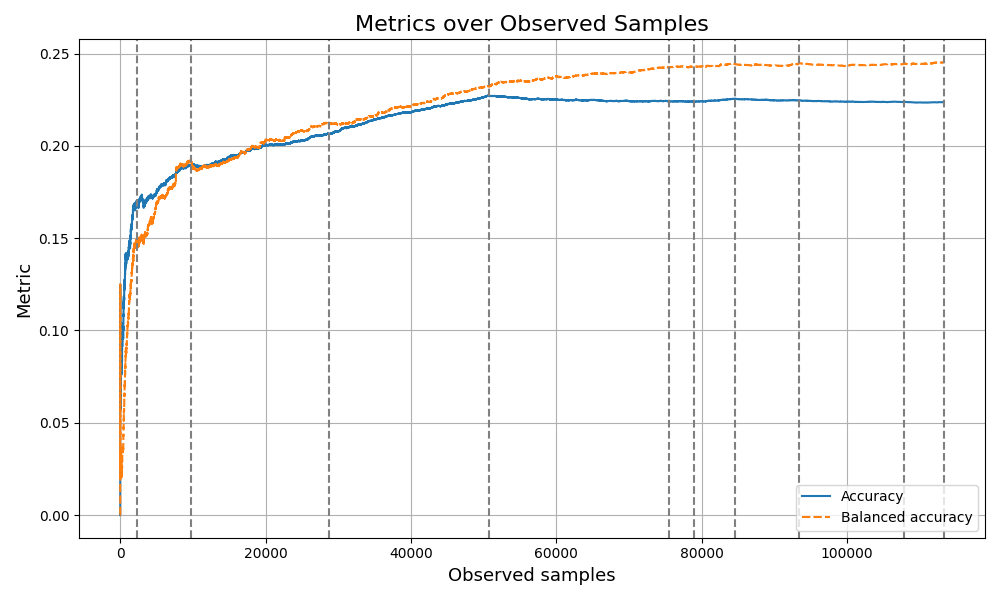 Metrics over Observed Samples
Metric
0.25
0.20
0.15
0.10
0.05
0.00
0
20000
40000
60000
80000
100000
Observed samples
Accuracy
Balanced accuracy